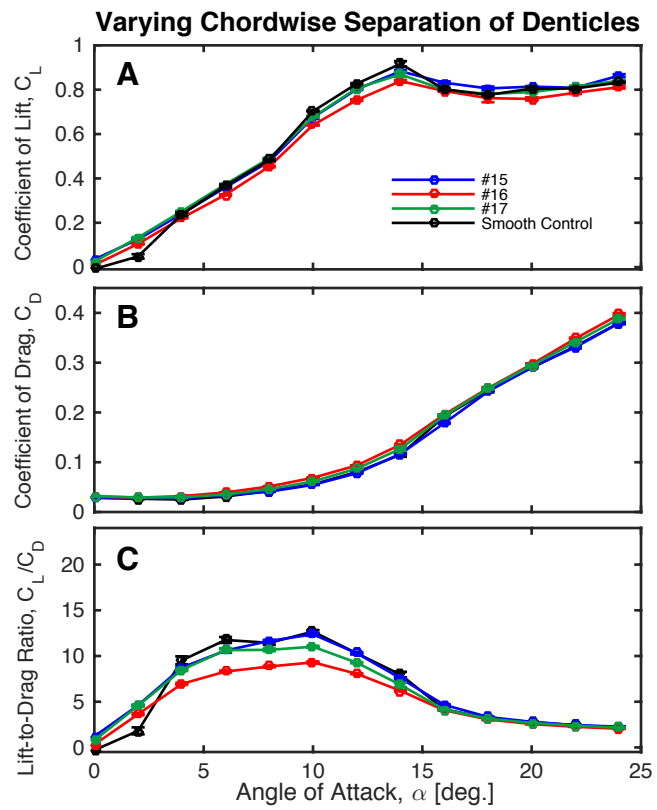 Varying Chordwise Separation of Denticles
A
Coefficient of Lift, C_L
1
0.8
0.6
0.4
0.2
0
#15
#16
#17
Smooth Control
B
Coefficient of Drag, C_D
0.4
0.3
0.2
0.1
0
C
Lift-to-Drag Ratio, C_L/C_D
20
15
10
5
0
0 5 10 15 20 25
Angle of Attack, α [deg.]